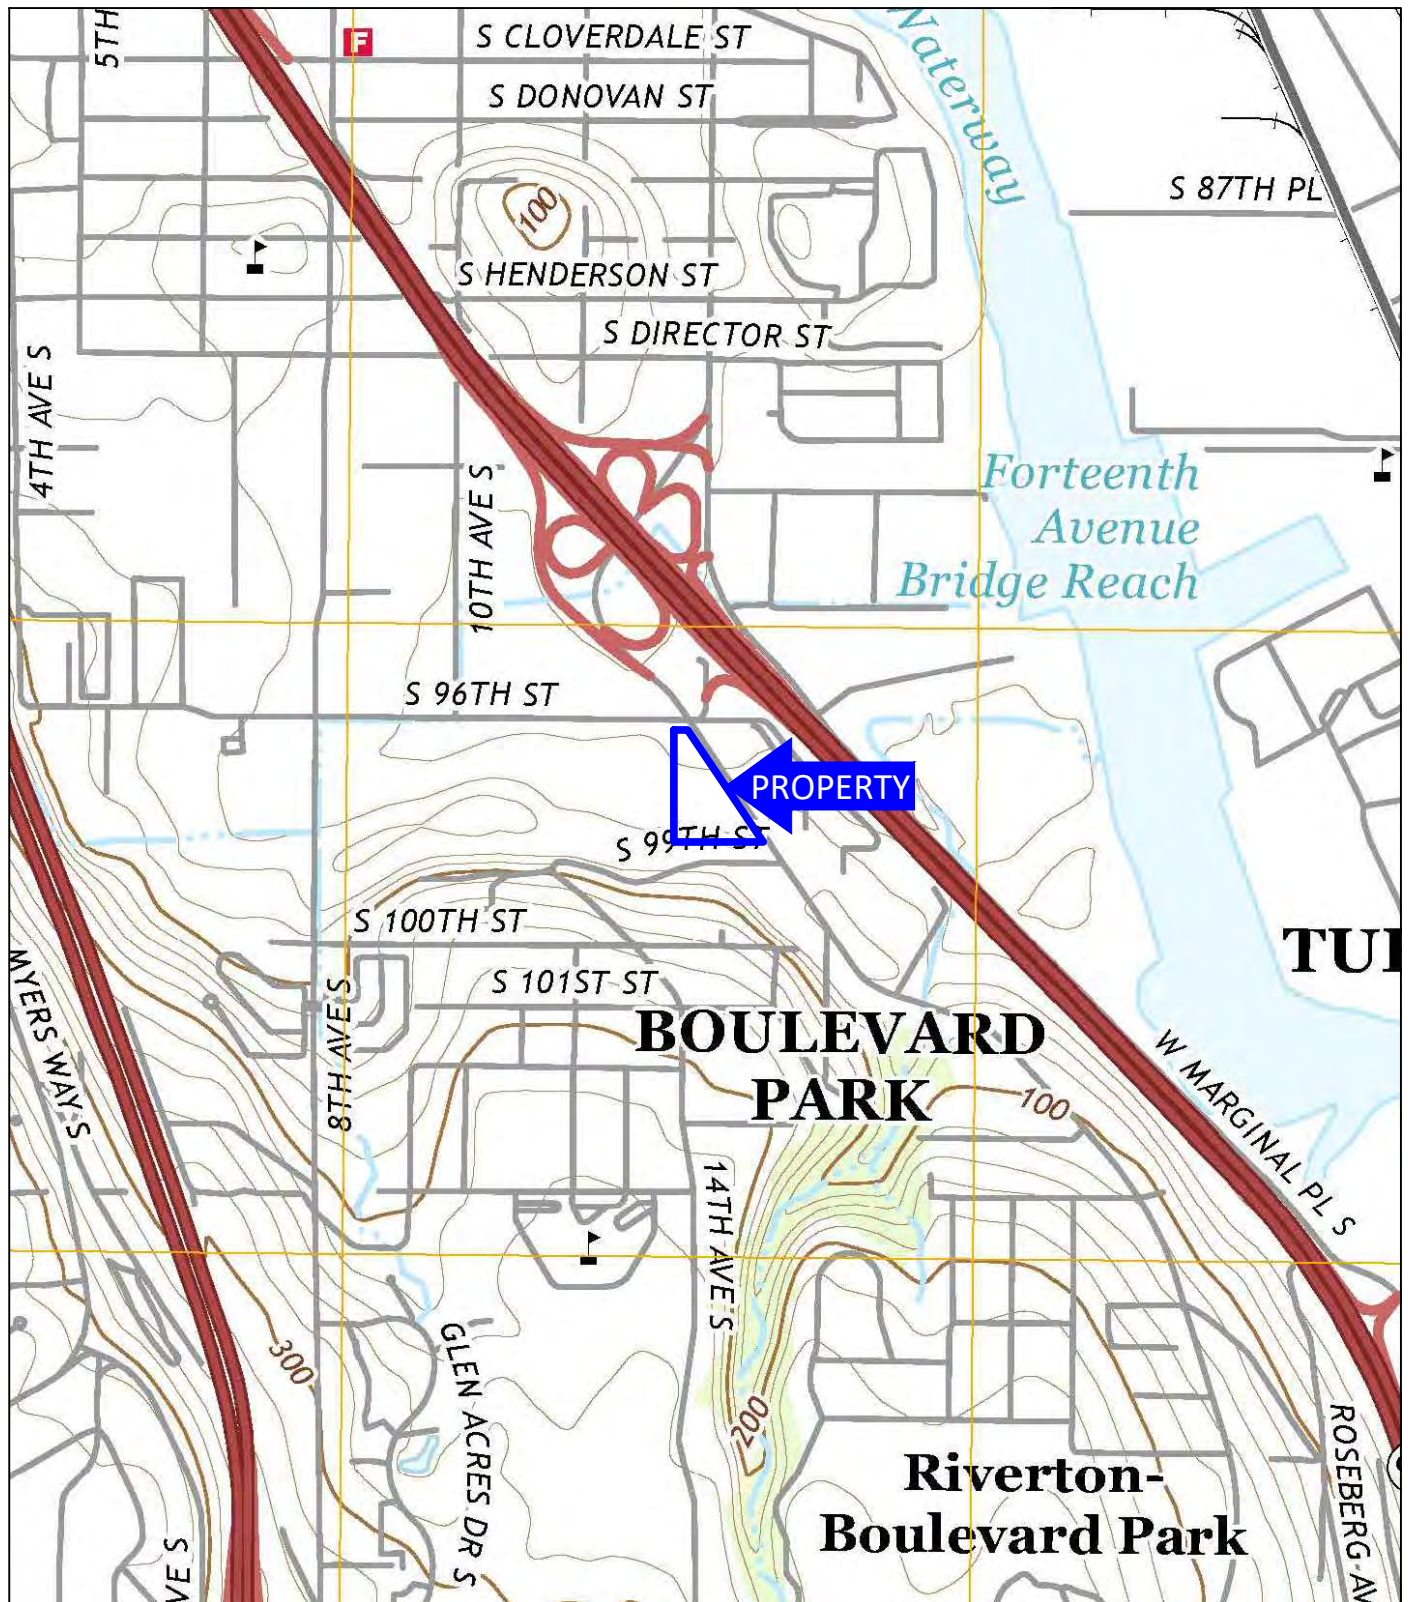 5TH
F
S CLOVERDALE ST
S DONOVAN ST
Waterway
S 87TH PL
100
S HENDERSON ST
S DIRECTOR ST
4TH AVE S
10TH AVE S
Forteenth
Avenue
Bridge Reach
S 96TH ST
PROPERTY
S 99TH ST
S 100TH ST
TU
MYERS WAY S
8TH AVE S
S 101ST ST
BOULEVARD
PARK
W MARGINAL PL S
100
14TH AVE S
300
GLEN ACRES DR S
200
ROSEBERG AV
Riverton-
Boulevard Park
VE S